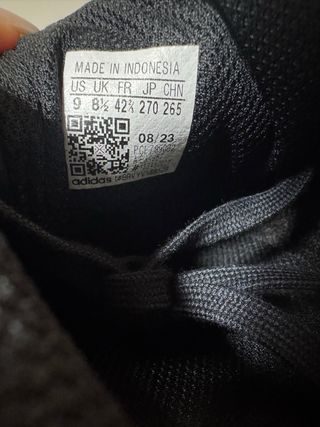 MADE IN INDONESIA
US UK FR JP CHN
9 8½ 42⅔ 270 265
08/23
adidas